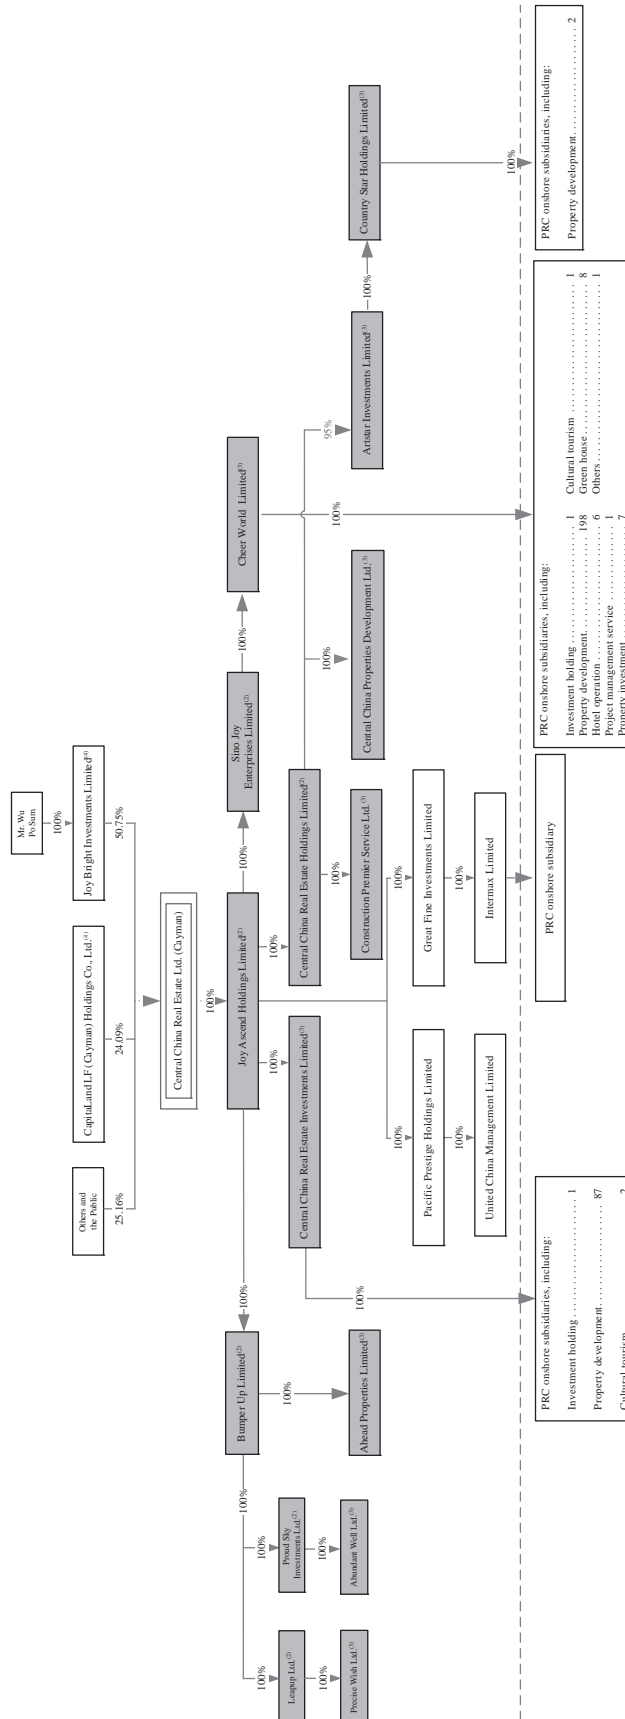 Mr. Wu
Po Sum
100%
Others and
the Public
CapitaLand LF (Cayman) Holdings Co., Ltd.(4)
Joy Bright Investments Limited(4)
25.16%
24.09%
50.75%
Central China Real Estate Ltd. (Cayman)
100%
Bumper Up Limited(2)
100%
Joy Ascend Holdings Limited(2)
100%
Sino Joy
Enterprises Limited(2)
100%
Cheer World Limited(3)
100%
100%
100%
100%
100%
100%
Leapup Ltd.(2)
Proud Sky
Investments Ltd.(2)
Central China Real Estate Investments Limited(3)
Central China Real Estate Holdings Limited(2)
100%
100%
100%
100%
95%
Precise Wish Ltd.(3)
Abundant Well Ltd.(3)
Ahead Properties Limited(3)
Construction Premier Service Ltd.(3)
Central China Properties Development Ltd.(3)
Artstar Investments Limited(3)
100%
Country Star Holdings Limited(3)
100%
100%
100%
100%
100%
Pacific Prestige Holdings Limited
Great Fine Investments Limited
100%
100%
United China Management Limited
Intermax Limited
PRC onshore subsidiaries, including:
Investment holding . . . . . . . . . . . . . . . . . . . . 1
Property development. . . . . . . . . . . . . . . . . . 87
Cultural tourism . . . . . . . . . . . . . . . . . . . . . 2
PRC onshore subsidiary
PRC onshore subsidiaries, including:
Investment holding . . . . . . . . . . . . . . . . . . . . 1
Property development. . . . . . . . . . . . . . . . . . 198
Hotel operation . . . . . . . . . . . . . . . . . . . . . . 6
Project management service . . . . . . . . . . . . . 1
Property investment . . . . . . . . . . . . . . . . . . . 7
Cultural tourism . . . . . . . . . . . . . . . . . . . . . 1
Green house . . . . . . . . . . . . . . . . . . . . . . . . . 8
Others . . . . . . . . . . . . . . . . . . . . . . . . . . . . . 1
PRC onshore subsidiaries, including:
Property development. . . . . . . . . . . . . . . . . . 2